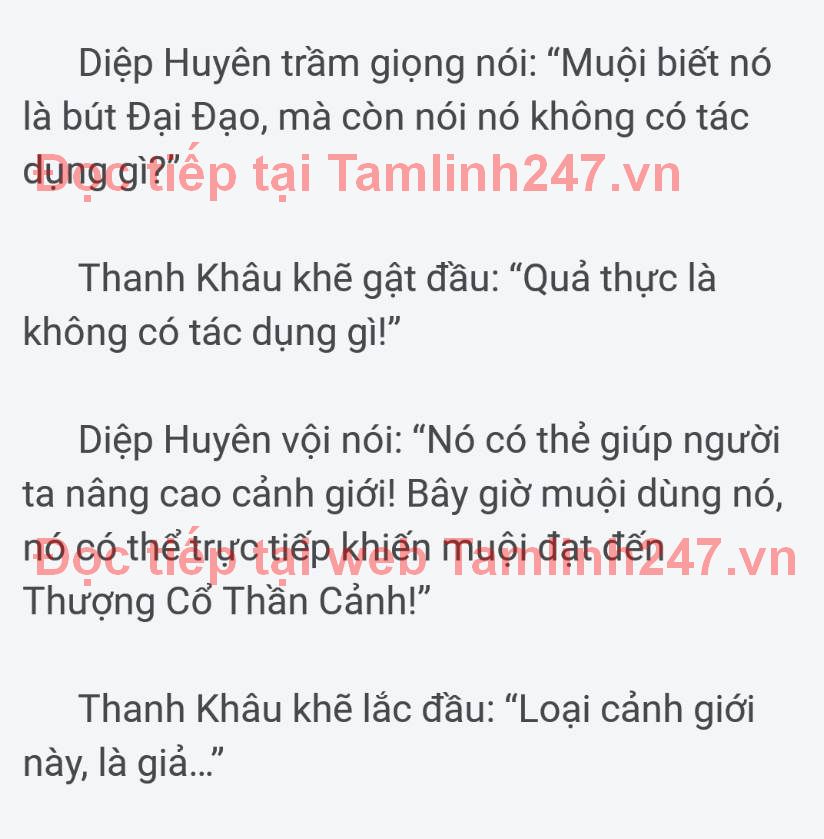 Diệp Huyên trầm giọng nói: “Muội biết nó
là bút Đại Đạo, mà còn nói nó không có tác
dụng gì?”
Đọc tiếp tại Tamlinh247.vn
Thanh Khâu khẽ gật đầu: “Quả thực là
không có tác dụng gì!”
Diệp Huyên vội nói: “Nó có thẻ giúp người
ta nâng cao cảnh giới! Bây giờ muội dùng nó,
nó có thể trực tiếp khiến muội đạt đến
Đọc tiếp tại web Tamlinh247.vn
Thượng Cổ Thần Cảnh!”
Thanh Khâu khẽ lắc đầu: “Loại cảnh giới
này, là giả...”